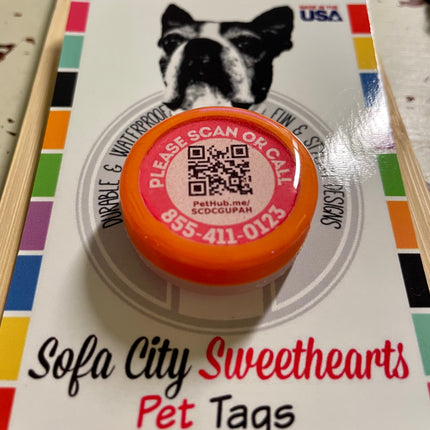 MADE IN THE
USA
DURABLE & WATERPROOF
FUN & 
DESIGNS
PLEASE SCAN OR CALL
PetHub.me/
SCDCGUPAH
855-411-0123
Sofa City Sweethearts
Pet Tags